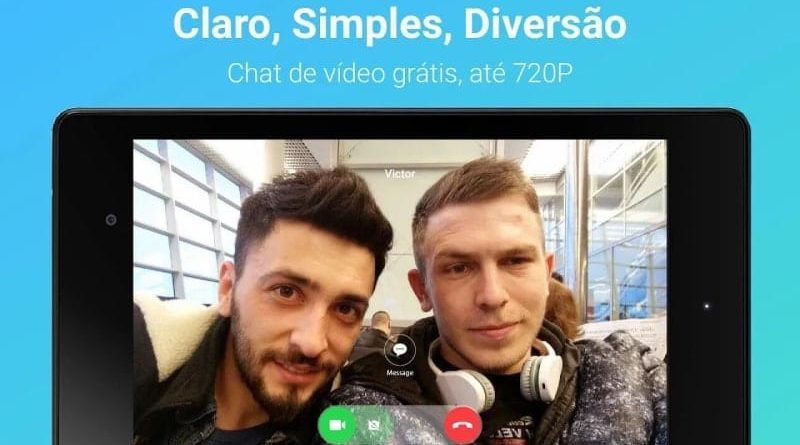 Claro, Simples, Diversão
Chat de vídeo grátis, até 720P
Victor
Message